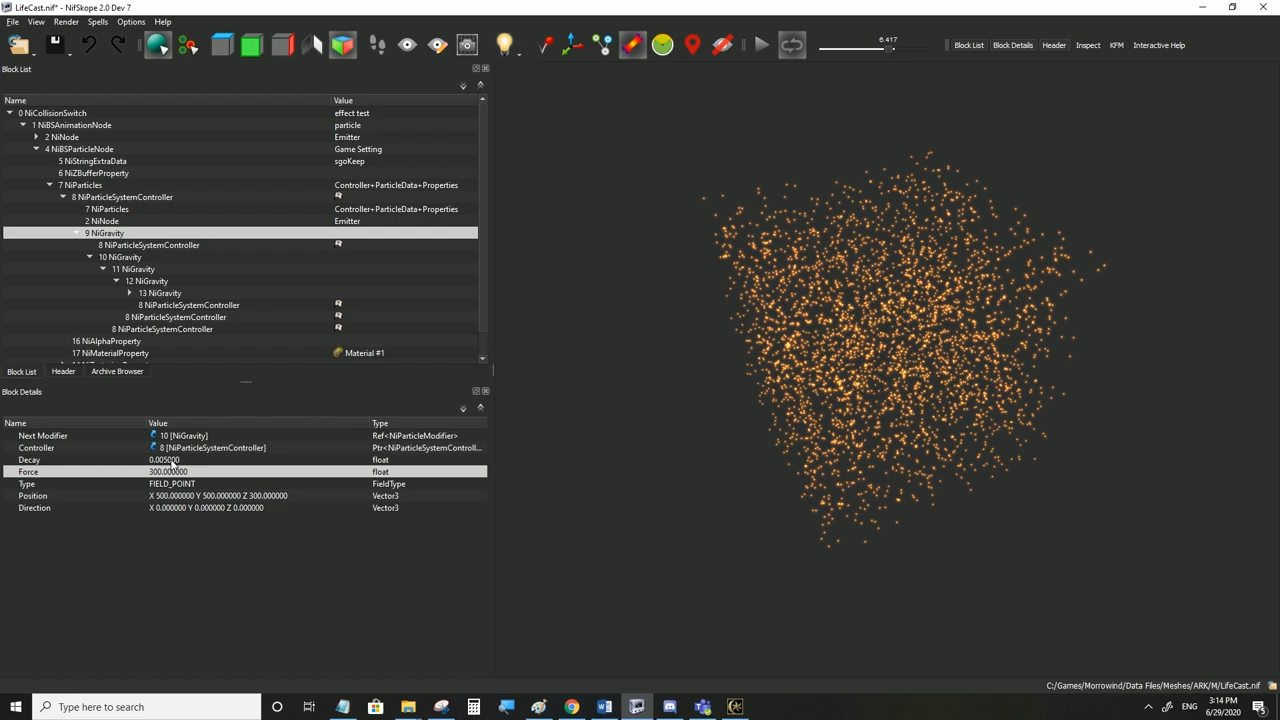 LifeCast.nif* - NifSkope 2.0 Dev 7
File View Render Spells Options Help
6.417
Block List Block Details Header Inspect KFM Interactive Help
Block List
Name Value
0 NiCollisionSwitch effect test
1 NiBSAnimationNode particle
2 NiNode Emitter
4 NiBSParticleNode Game Setting
5 NiStringExtraData sgoKeep
6 NiZBufferProperty
7 NiParticles Controller+ParticleData+Properties
8 NiParticleSystemController
7 NiParticles Controller+ParticleData+Properties
2 NiNode Emitter
9 NiGravity
8 NiParticleSystemController
10 NiGravity
11 NiGravity
12 NiGravity
13 NiGravity
8 NiParticleSystemController
8 NiParticleSystemController
8 NiParticleSystemController
16 NiAlphaProperty
17 NiMaterialProperty Material #1
Block List Header Archive Browser
Block Details
Name Value Type
Next Modifier 10 [NiGravity] Ref<NiParticleModifier>
Controller 8 [NiParticleSystemController] Ptr<NiParticleSystemControll...
Decay 0.005000 float
Force 300.000000 float
Type FIELD_POINT FieldType
Position X 500.000000 Y 500.000000 Z 300.000000 Vector3
Direction X 0.000000 Y 0.000000 Z 0.000000 Vector3
C:/Games/Morrowind/Data Files/Meshes/ARK/M/LifeCast.nif
Type here to search
ENG
3:14 PM
6/29/2020
5